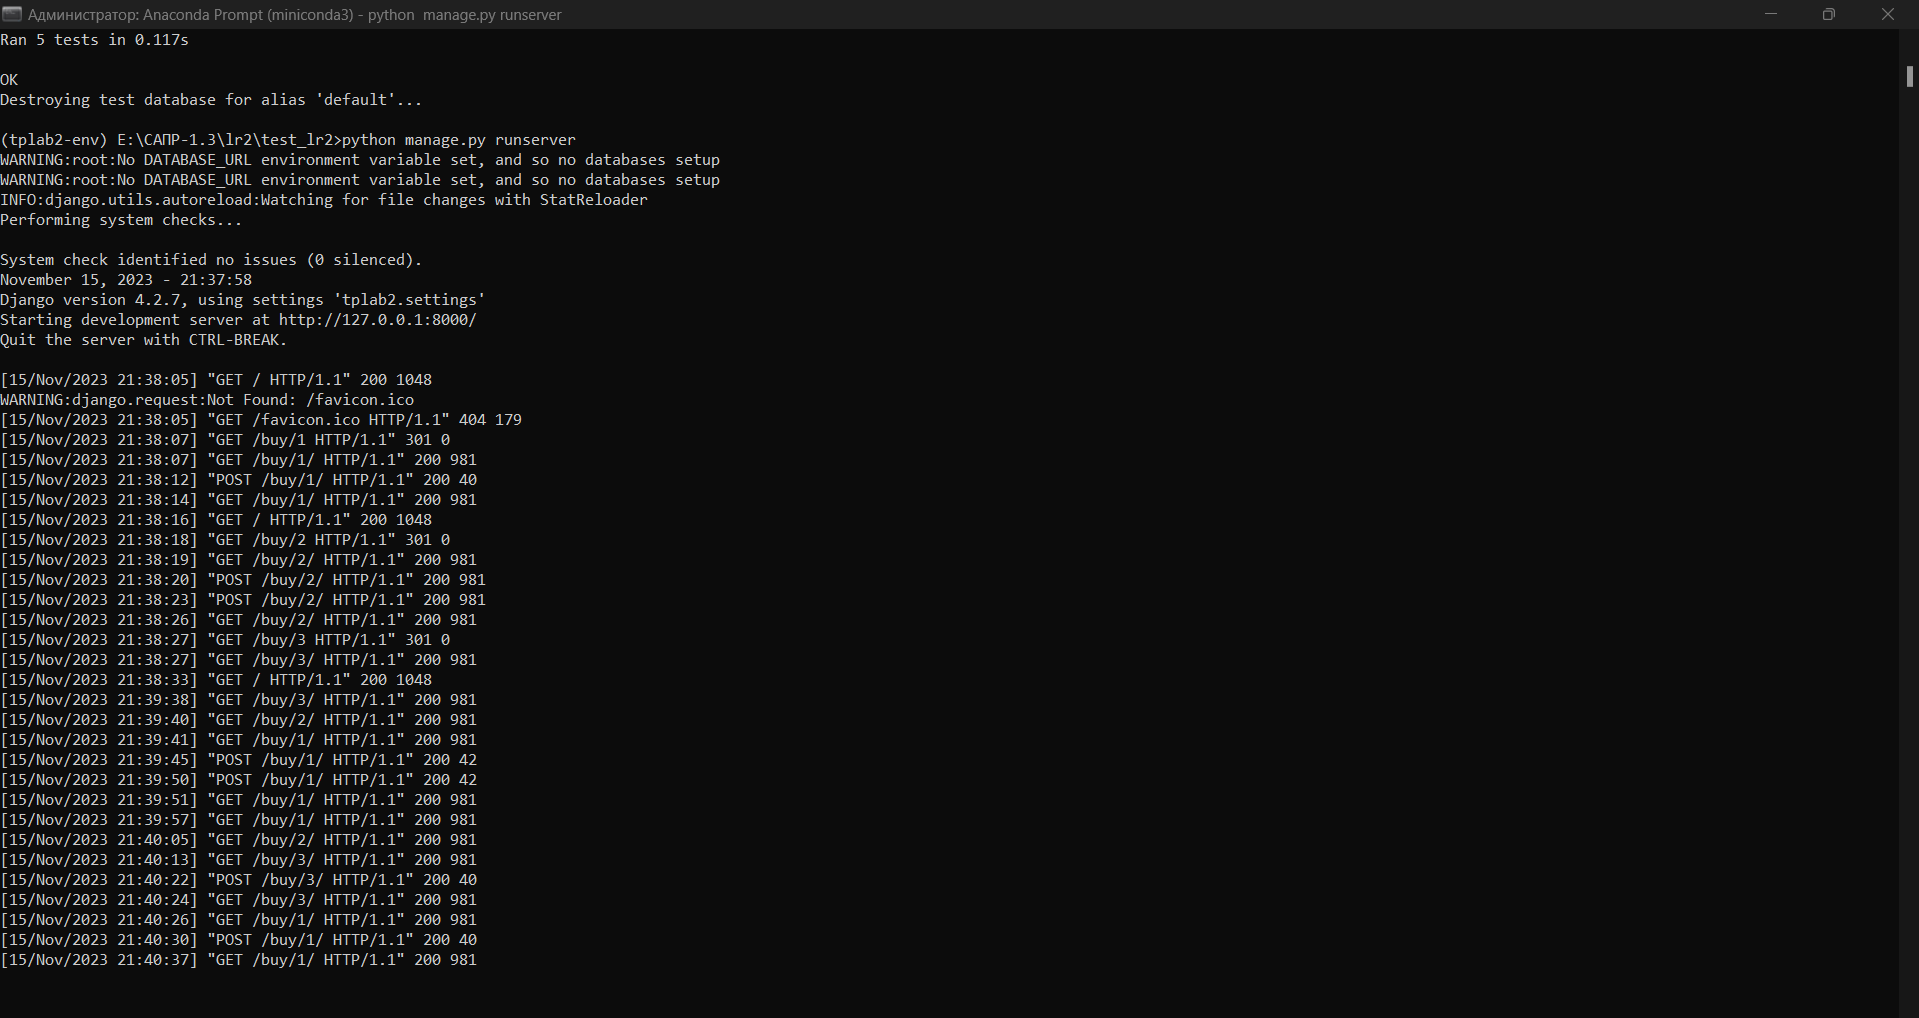 Администратор: Anaconda Prompt (miniconda3) - python  manage.py runserver
Ran 5 tests in 0.117s
OK
Destroying test database for alias 'default'...
(tplab2-env) E:\САПР-1.3\lr2\test_lr2>python manage.py runserver
WARNING:root:No DATABASE_URL environment variable set, and so no databases setup
WARNING:root:No DATABASE_URL environment variable set, and so no databases setup
INFO:django.utils.autoreload:Watching for file changes with StatReloader
Performing system checks...
System check identified no issues (0 silenced).
November 15, 2023 - 21:37:58
Django version 4.2.7, using settings 'tplab2.settings'
Starting development server at http://127.0.0.1:8000/
Quit the server with CTRL-BREAK.
[15/Nov/2023 21:38:05] "GET / HTTP/1.1" 200 1048
WARNING:django.request:Not Found: /favicon.ico
[15/Nov/2023 21:38:05] "GET /favicon.ico HTTP/1.1" 404 179
[15/Nov/2023 21:38:07] "GET /buy/1 HTTP/1.1" 301 0
[15/Nov/2023 21:38:07] "GET /buy/1/ HTTP/1.1" 200 981
[15/Nov/2023 21:38:12] "POST /buy/1/ HTTP/1.1" 200 40
[15/Nov/2023 21:38:14] "GET /buy/1/ HTTP/1.1" 200 981
[15/Nov/2023 21:38:16] "GET / HTTP/1.1" 200 1048
[15/Nov/2023 21:38:18] "GET /buy/2 HTTP/1.1" 301 0
[15/Nov/2023 21:38:19] "GET /buy/2/ HTTP/1.1" 200 981
[15/Nov/2023 21:38:20] "POST /buy/2/ HTTP/1.1" 200 981
[15/Nov/2023 21:38:23] "POST /buy/2/ HTTP/1.1" 200 981
[15/Nov/2023 21:38:26] "GET /buy/2/ HTTP/1.1" 200 981
[15/Nov/2023 21:38:27] "GET /buy/3 HTTP/1.1" 301 0
[15/Nov/2023 21:38:27] "GET /buy/3/ HTTP/1.1" 200 981
[15/Nov/2023 21:38:33] "GET / HTTP/1.1" 200 1048
[15/Nov/2023 21:39:38] "GET /buy/3/ HTTP/1.1" 200 981
[15/Nov/2023 21:39:40] "GET /buy/2/ HTTP/1.1" 200 981
[15/Nov/2023 21:39:41] "GET /buy/1/ HTTP/1.1" 200 981
[15/Nov/2023 21:39:45] "POST /buy/1/ HTTP/1.1" 200 42
[15/Nov/2023 21:39:50] "POST /buy/1/ HTTP/1.1" 200 42
[15/Nov/2023 21:39:51] "GET /buy/1/ HTTP/1.1" 200 981
[15/Nov/2023 21:39:57] "GET /buy/1/ HTTP/1.1" 200 981
[15/Nov/2023 21:40:05] "GET /buy/2/ HTTP/1.1" 200 981
[15/Nov/2023 21:40:13] "GET /buy/3/ HTTP/1.1" 200 981
[15/Nov/2023 21:40:22] "POST /buy/3/ HTTP/1.1" 200 40
[15/Nov/2023 21:40:24] "GET /buy/3/ HTTP/1.1" 200 981
[15/Nov/2023 21:40:26] "GET /buy/1/ HTTP/1.1" 200 981
[15/Nov/2023 21:40:30] "POST /buy/1/ HTTP/1.1" 200 40
[15/Nov/2023 21:40:37] "GET /buy/1/ HTTP/1.1" 200 981